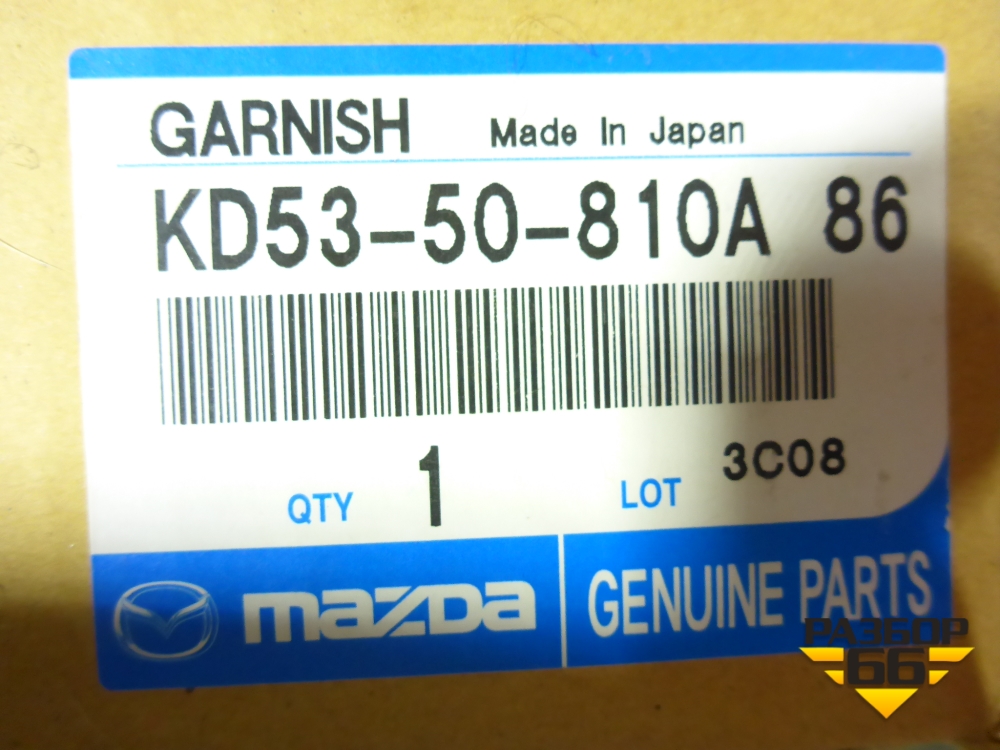 GARNISH Made In Japan
KD53-50-810A 86
QTY 1 LOT 3C08
mazda GENUINE PARTS
РАЗБОР
66